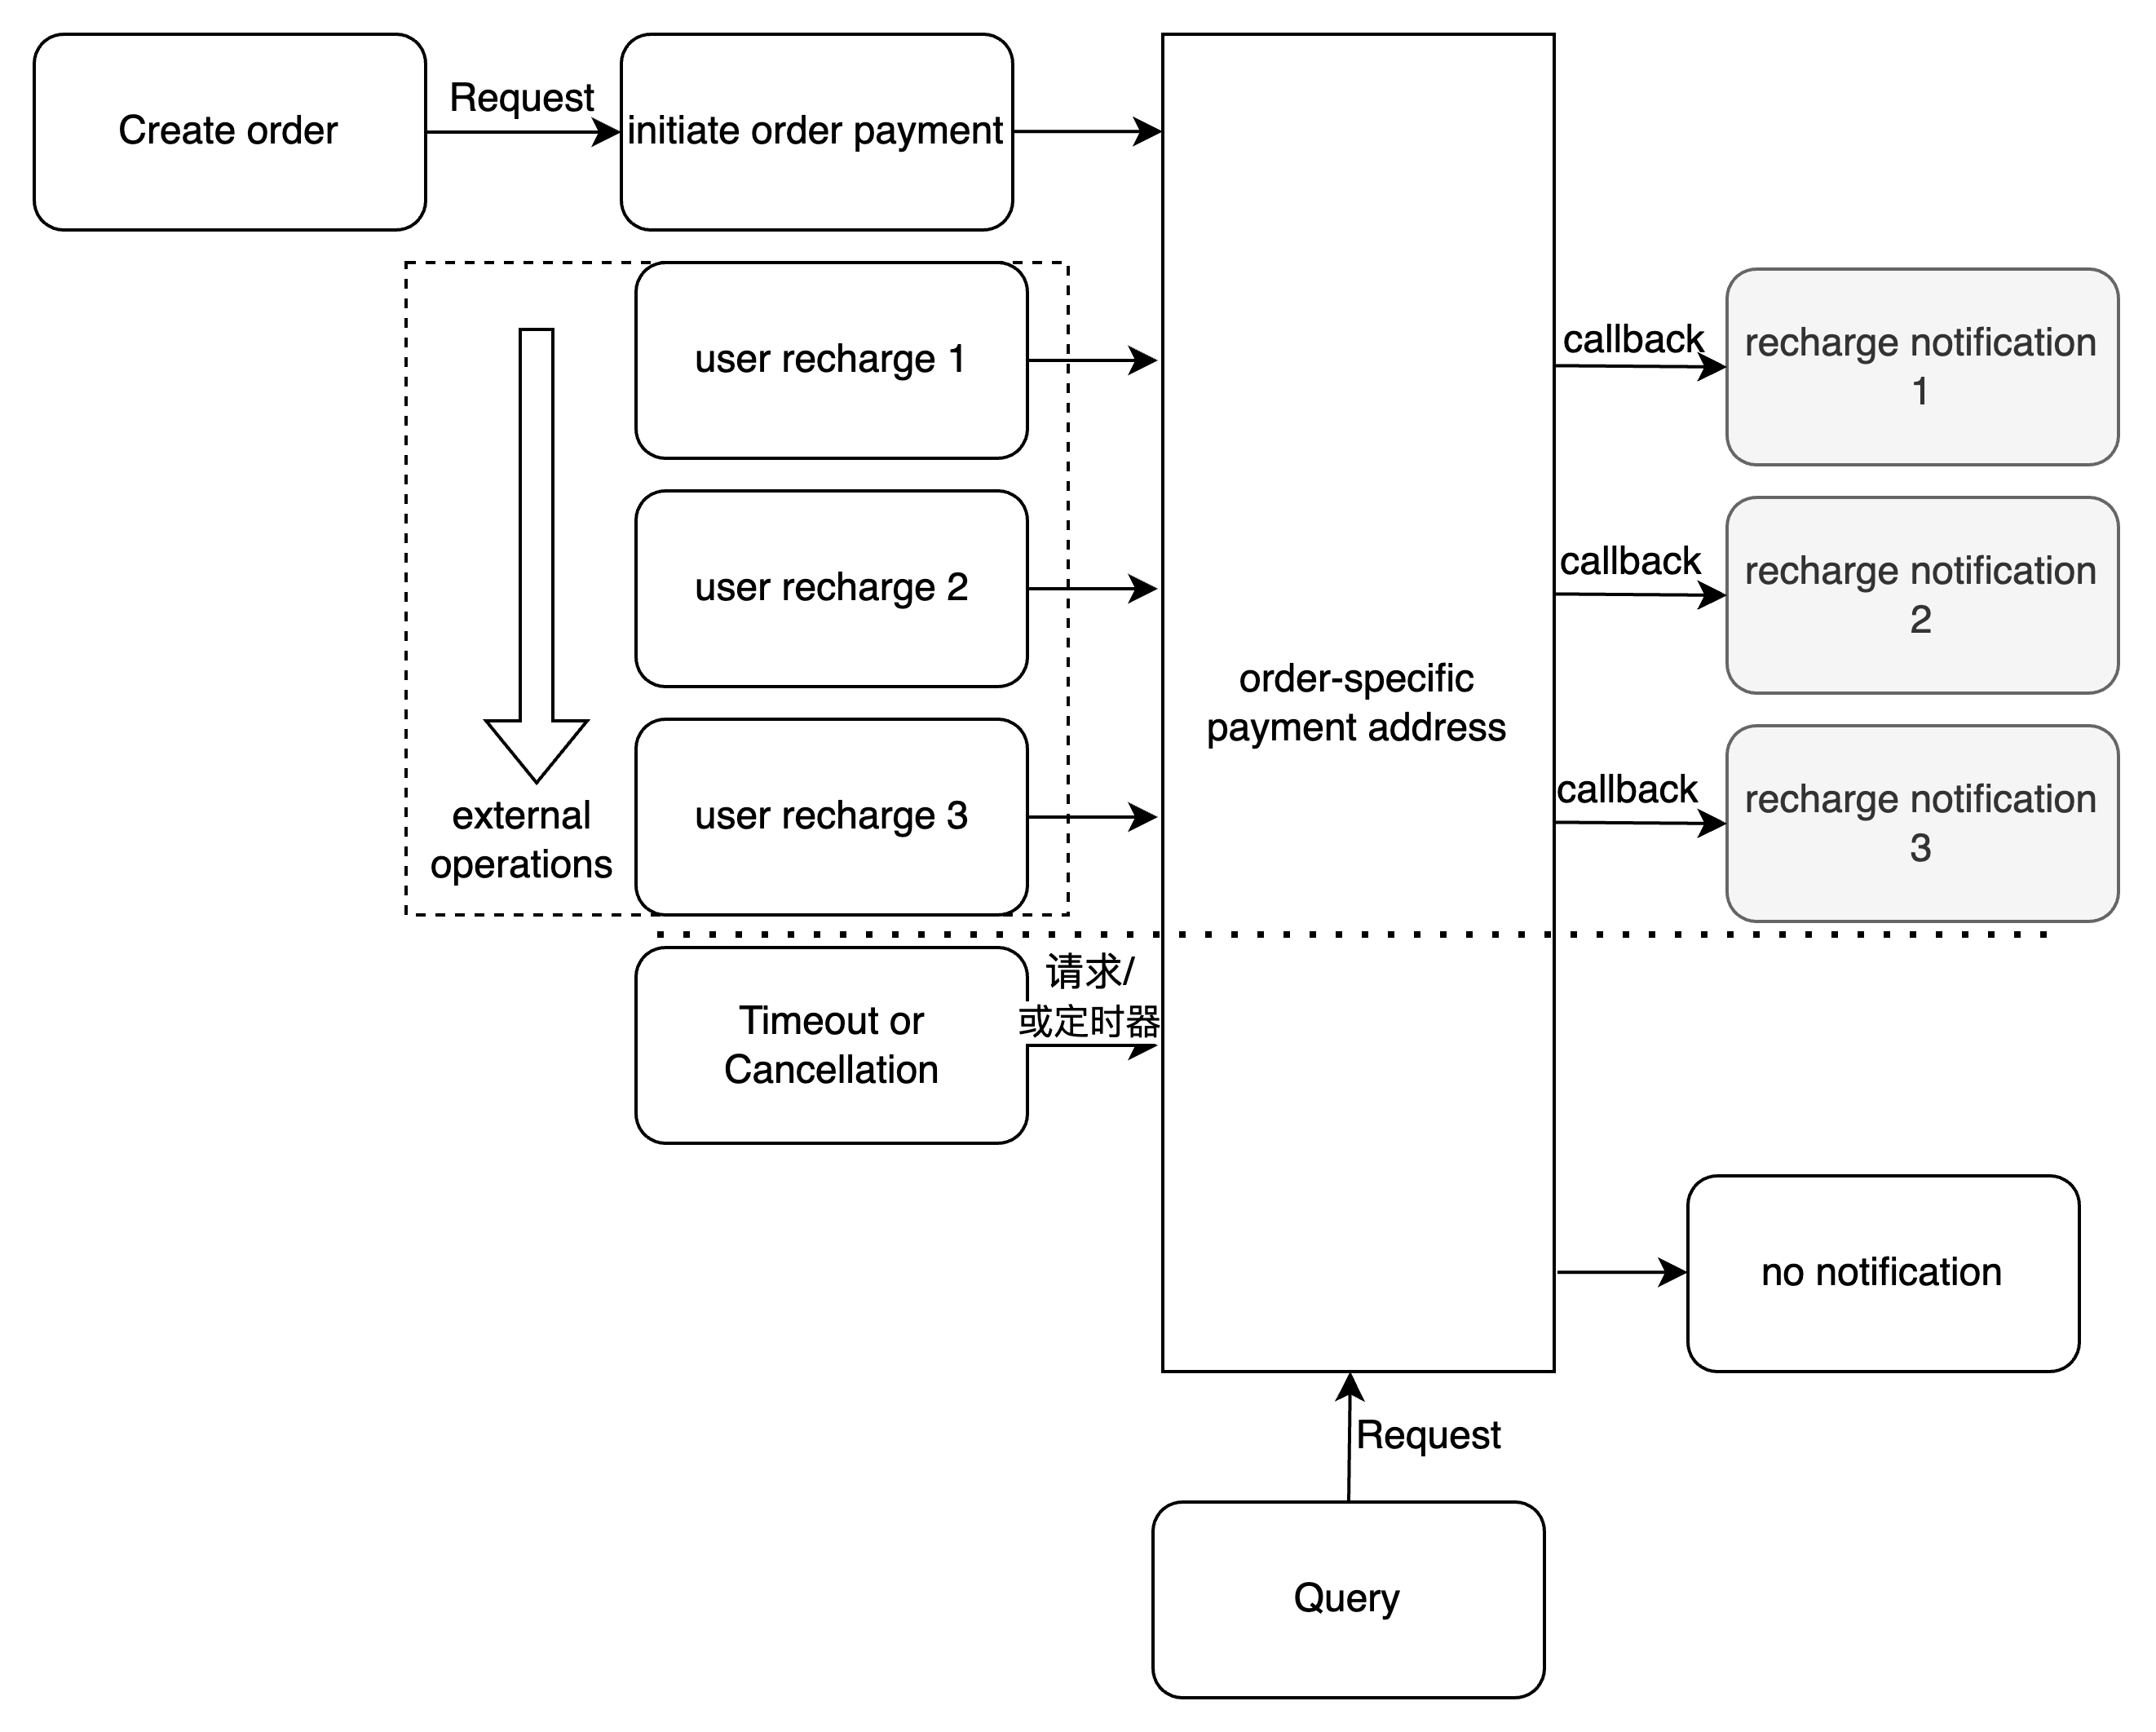 Create order
Request
initiate order payment
user recharge 1
callback
recharge notification
1
user recharge 2
callback
recharge notification
2
order-specific
payment address
external
operations
user recharge 3
callback
recharge notification
3
请求/
或定时器
Timeout or
Cancellation
no notification
Request
Query